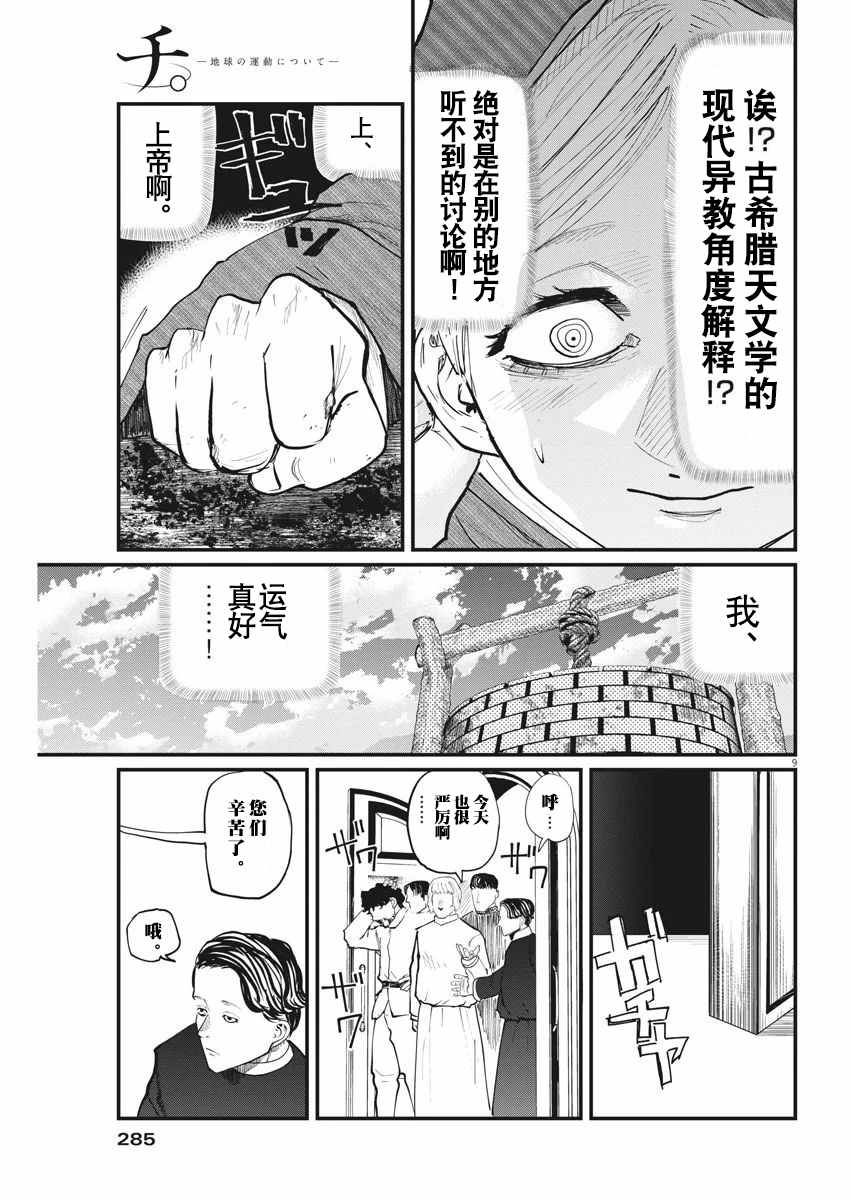 チ。
―地球の運動について―
诶!?古希腊天文学的
现代异教角度解释!?
绝对是在别的地方
听不到的讨论啊!
上、
上帝啊。
ギュッ
我、
运气
真好
……!
9
ガチャ
呼…
今天
也很
严厉啊
……
ザワ
ザワ
您们
辛苦了。
哦。
285